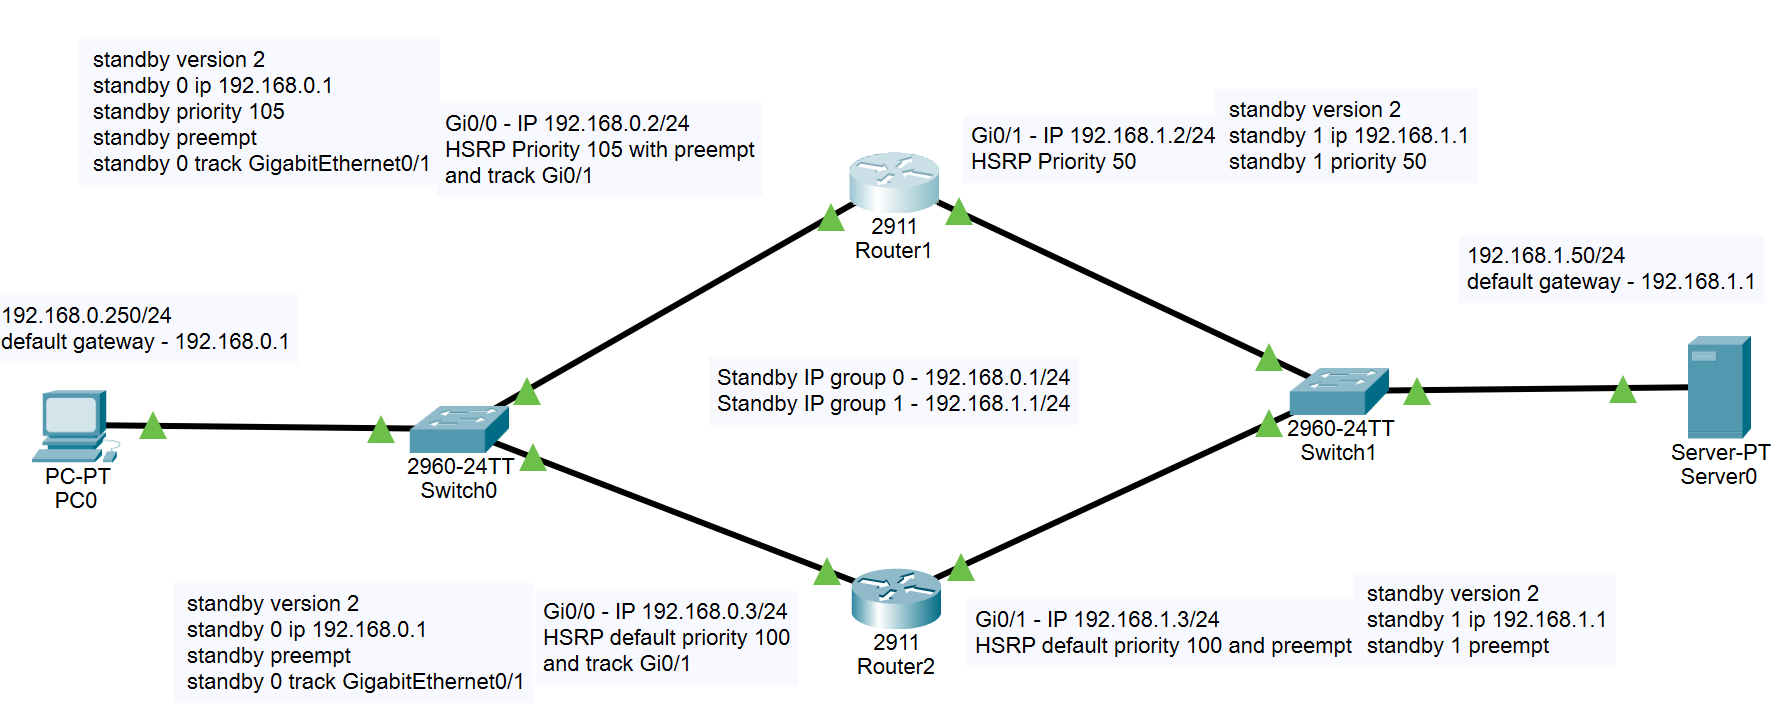 standby version 2
standby 0 ip 192.168.0.1
standby priority 105
standby preempt
standby 0 track GigabitEthernet0/1
Gi0/0 - IP 192.168.0.2/24
HSRP Priority 105 with preempt
and track Gi0/1
Gi0/1 - IP 192.168.1.2/24
HSRP Priority 50
standby version 2
standby 1 ip 192.168.1.1
standby 1 priority 50
2911
Router1
192.168.1.50/24
default gateway - 192.168.1.1
192.168.0.250/24
default gateway - 192.168.0.1
Standby IP group 0 - 192.168.0.1/24
Standby IP group 1 - 192.168.1.1/24
PC-PT
PC0
2960-24TT
Switch0
2960-24TT
Switch1
Server-PT
Server0
standby version 2
standby 0 ip 192.168.0.1
standby preempt
standby 0 track GigabitEthernet0/1
Gi0/0 - IP 192.168.0.3/24
HSRP default priority 100
and track Gi0/1
2911
Router2
Gi0/1 - IP 192.168.1.3/24
HSRP default priority 100 and preempt
standby version 2
standby 1 ip 192.168.1.1
standby 1 preempt